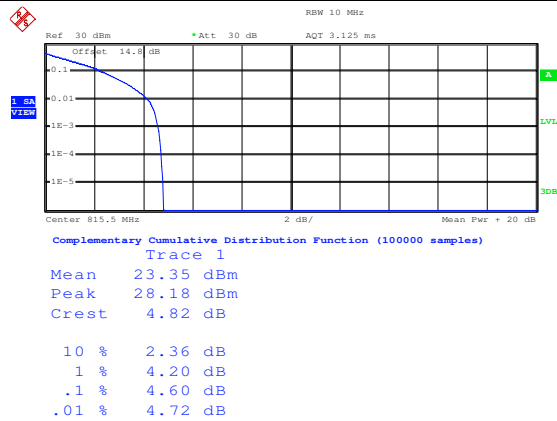 RBW 10 MHz
Ref 30 dBm *Att 30 dB AQT 3.125 ms
Offset 14.8 dB
0.1
A
1 SA
VIEW
0.01
LVL
1E-3
1E-4
1E-5
3DB
Center 815.5 MHz 2 dB/ Mean Pwr + 20 dB
Complementary Cumulative Distribution Function (100000 samples)
Trace 1
Mean 23.35 dBm
Peak 28.18 dBm
Crest 4.82 dB
10 % 2.36 dB
1 % 4.20 dB
.1 % 4.60 dB
.01 % 4.72 dB